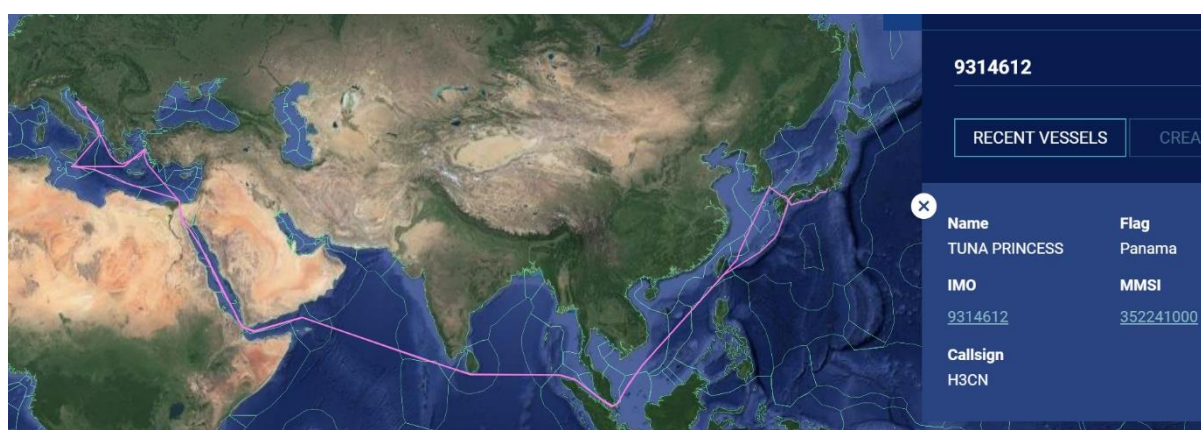 9314612
RECENT VESSELS
CREA
Name
Flag
TUNA PRINCESS
Panama
IMO
MMSI
9314612
352241000
Callsign
H3CN